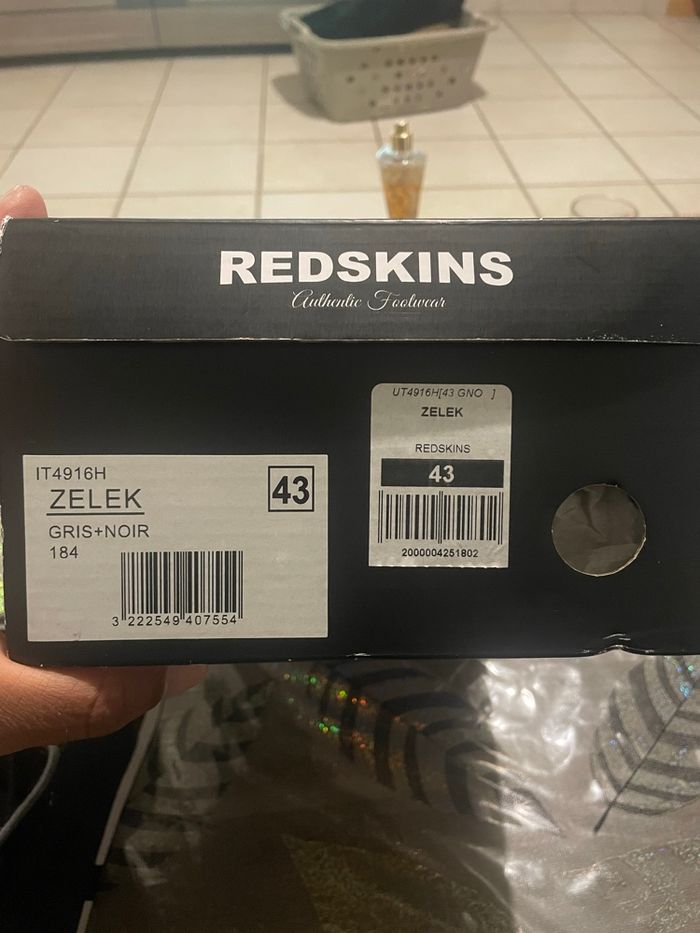 REDSKINS
Authentic Footwear
IT4916H
ZELEK
43
GRIS+NOIR
184
3 222549 407554
UT4916H[43 GNO ]
ZELEK
REDSKINS
43
2000004251802